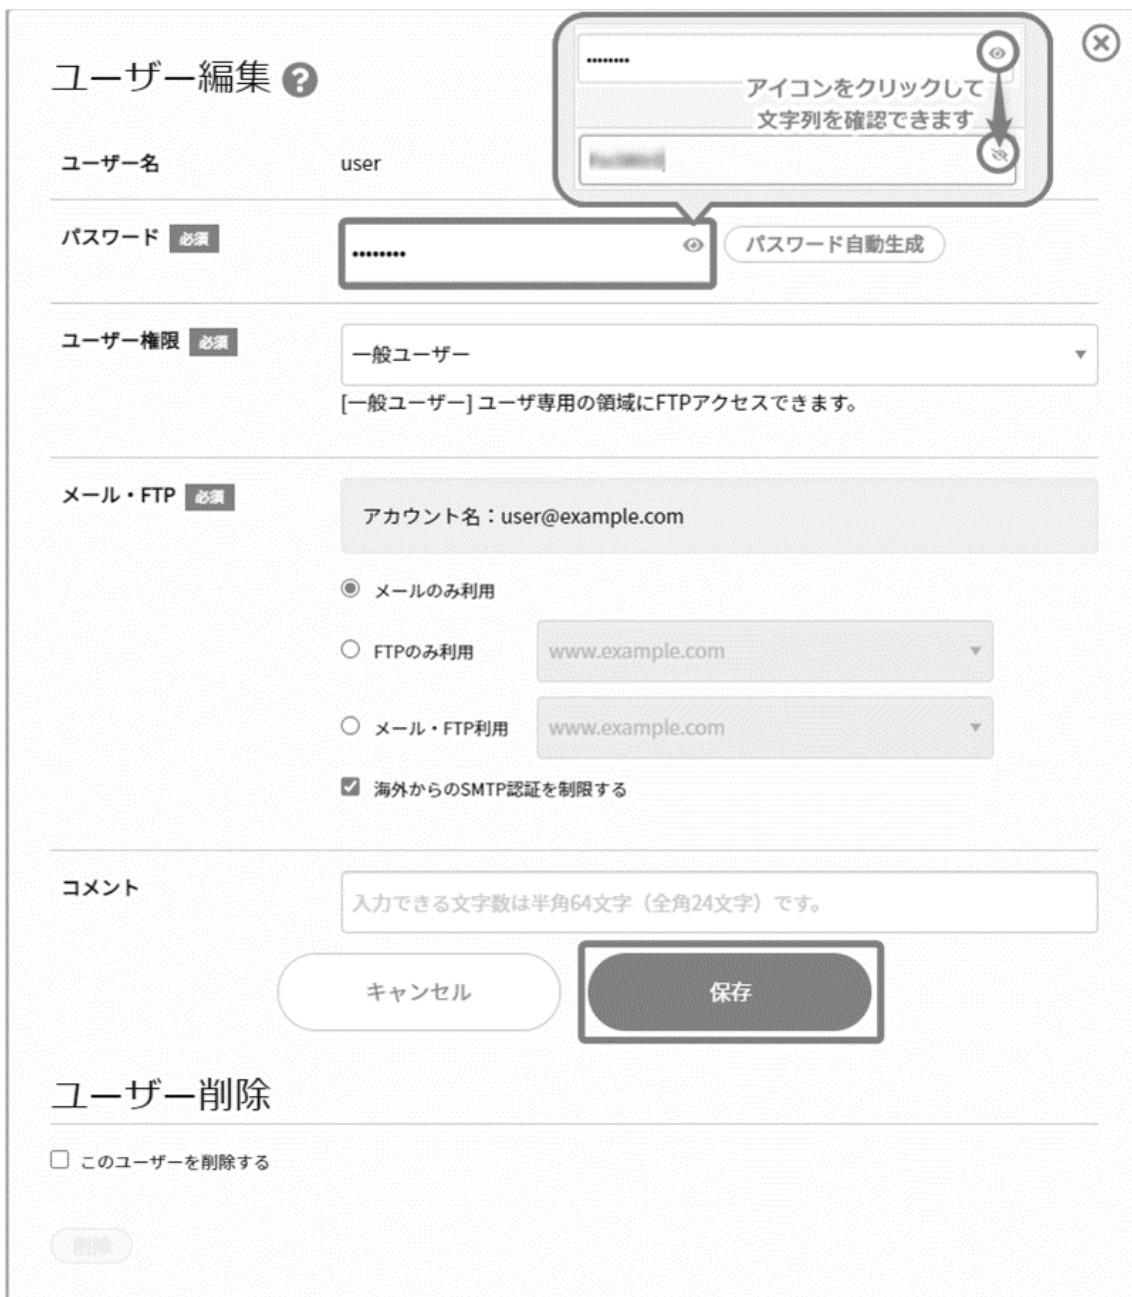 ユーザー編集 ?
••••••••
アイコンをクリックして
文字列を確認できます
ユーザー名 user
パスワード 必須 •••••••• パスワード自動生成
ユーザー権限 必須 一般ユーザー
[一般ユーザー] ユーザ専用の領域にFTPアクセスできます。
メール・FTP 必須 アカウント名：user@example.com
メールのみ利用
FTPのみ利用 www.example.com
メール・FTP利用 www.example.com
海外からのSMTP認証を制限する
コメント 入力できる文字数は半角64文字（全角24文字）です。
キャンセル 保存
ユーザー削除
このユーザーを削除する
削除